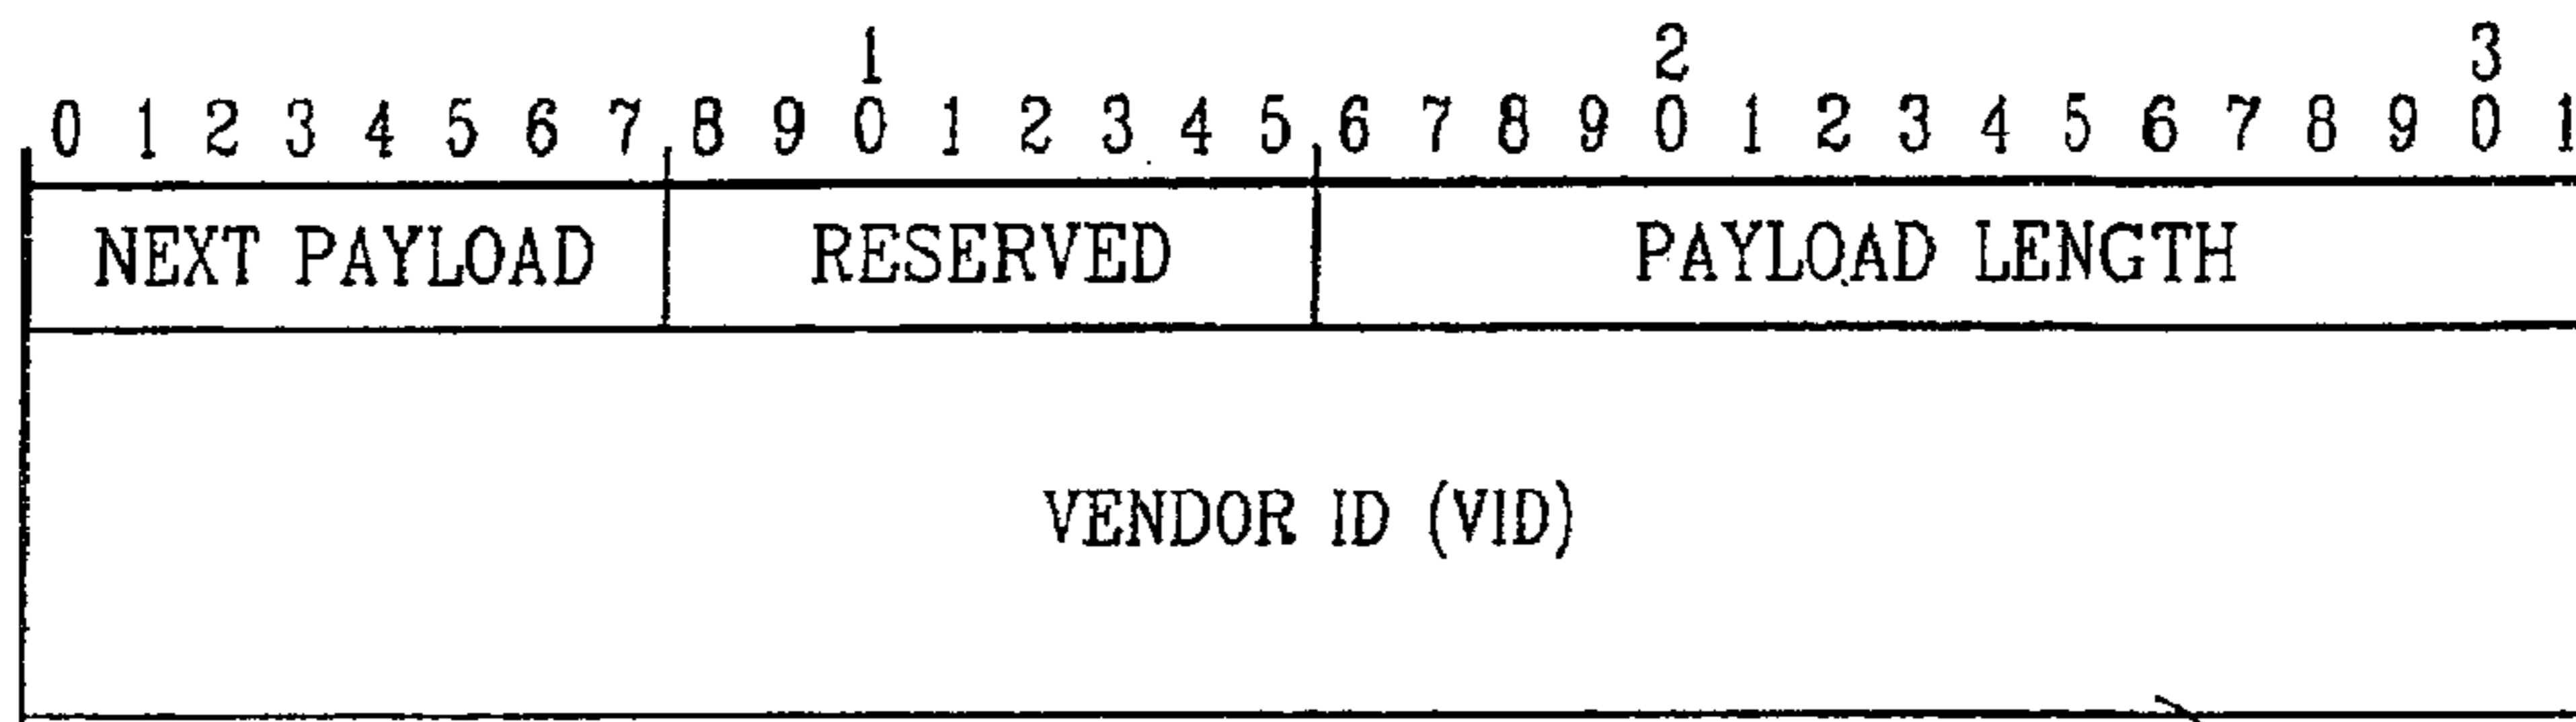 1 2 3
0 1 2 3 4 5 6 7 8 9 0 1 2 3 4 5 6 7 8 9 0 1 2 3 4 5 6 7 8 9 0 1
NEXT PAYLOAD RESERVED PAYLOAD LENGTH
VENDOR ID (VID)